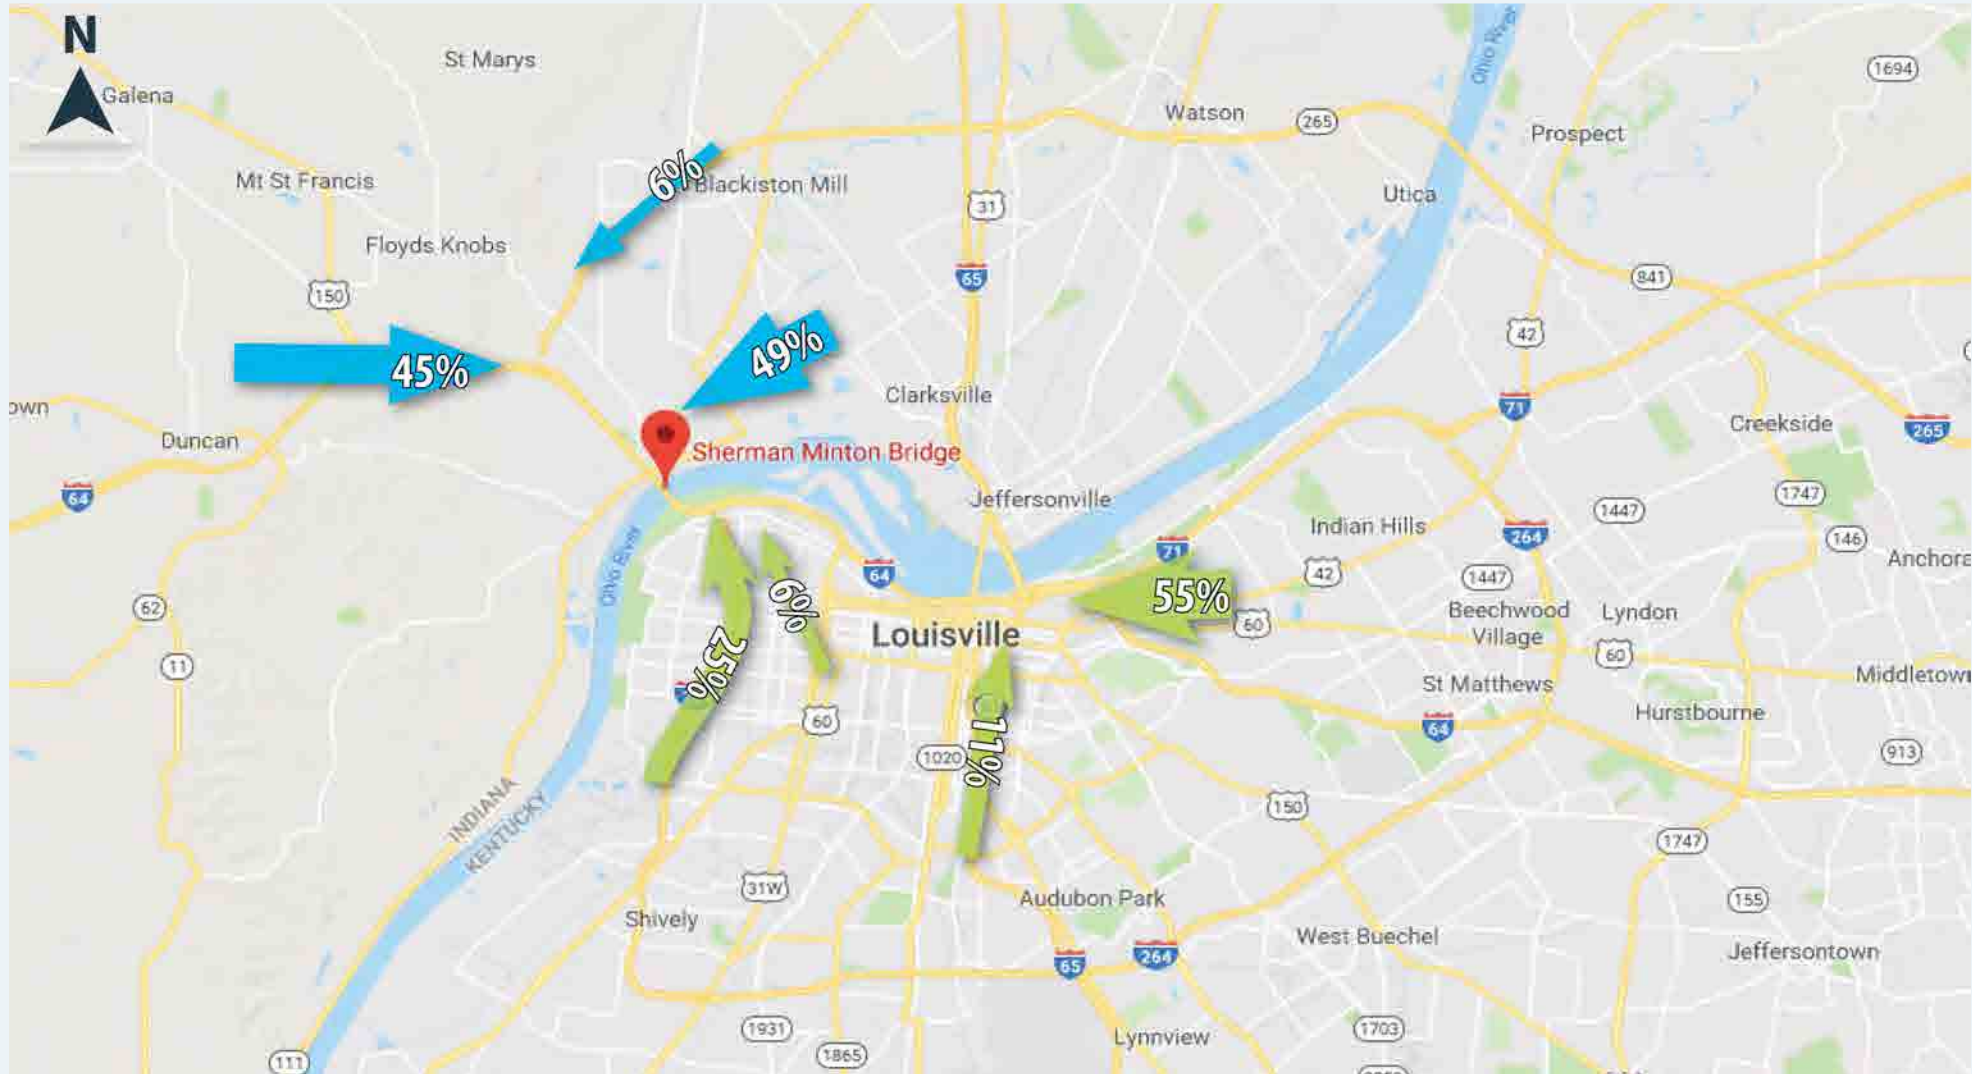 N
St Marys
1694
Galena
Watson
265
Ohio River
Prospect
6%
Mt St Francis
Blackiston Mill
Utica
31
Floyds Knobs
65
841
150
42
49%
45%
Clarksville
71
own
Creekside
265
Duncan
Sherman Minton Bridge
64
Jeffersonville
1747
1447
Indian Hills
264
146
71
Anchora
Ohio River
64
42
1447
55%
62
6%
60
Beechwood
Village
Lyndon
Louisville
60
11
25%
Middletown
St Matthews
Hurstbourne
60
64
11%
1020
913
INDIANA
KENTUCKY
150
1747
31W
Audubon Park
155
Shively
West Buechel
Jeffersontown
65
264
1931
1703
Lynnview
1865
111